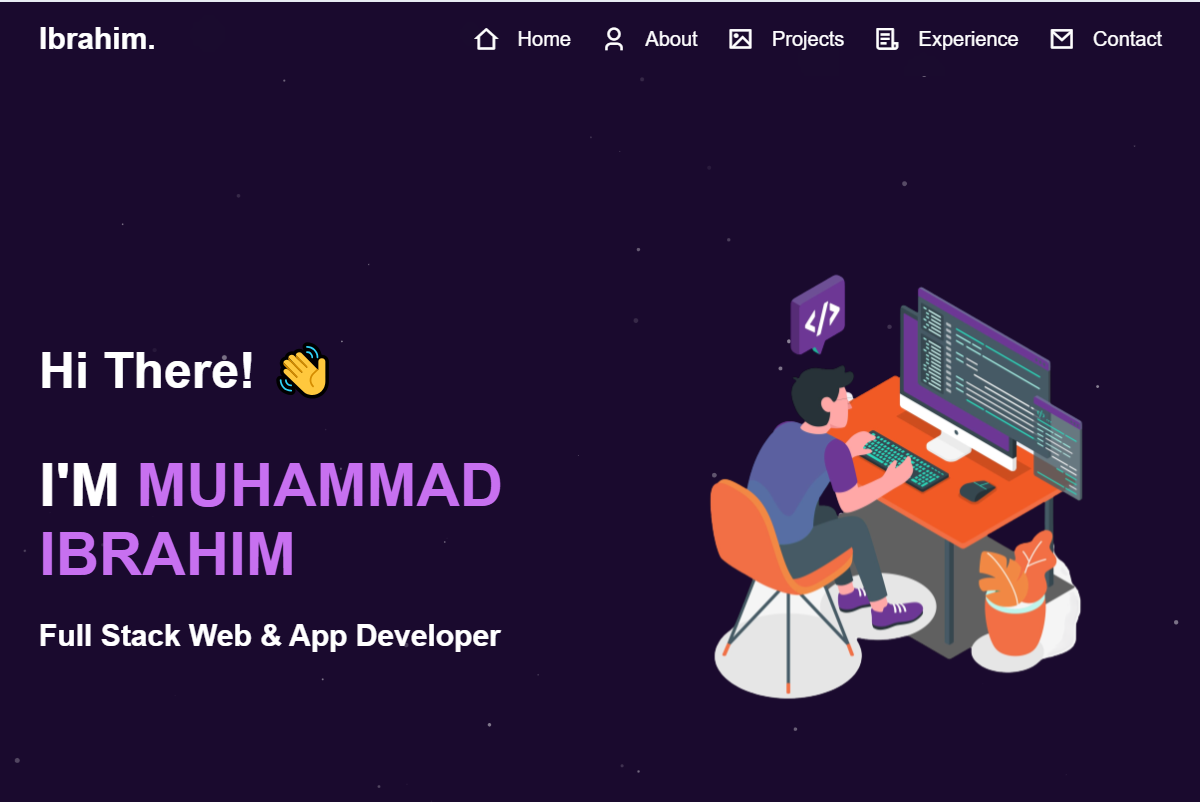 Ibrahim.
Home
About
Projects
Experience
Contact
Hi There! 👋
I'M MUHAMMAD
IBRAHIM
Full Stack Web & App Developer
</>